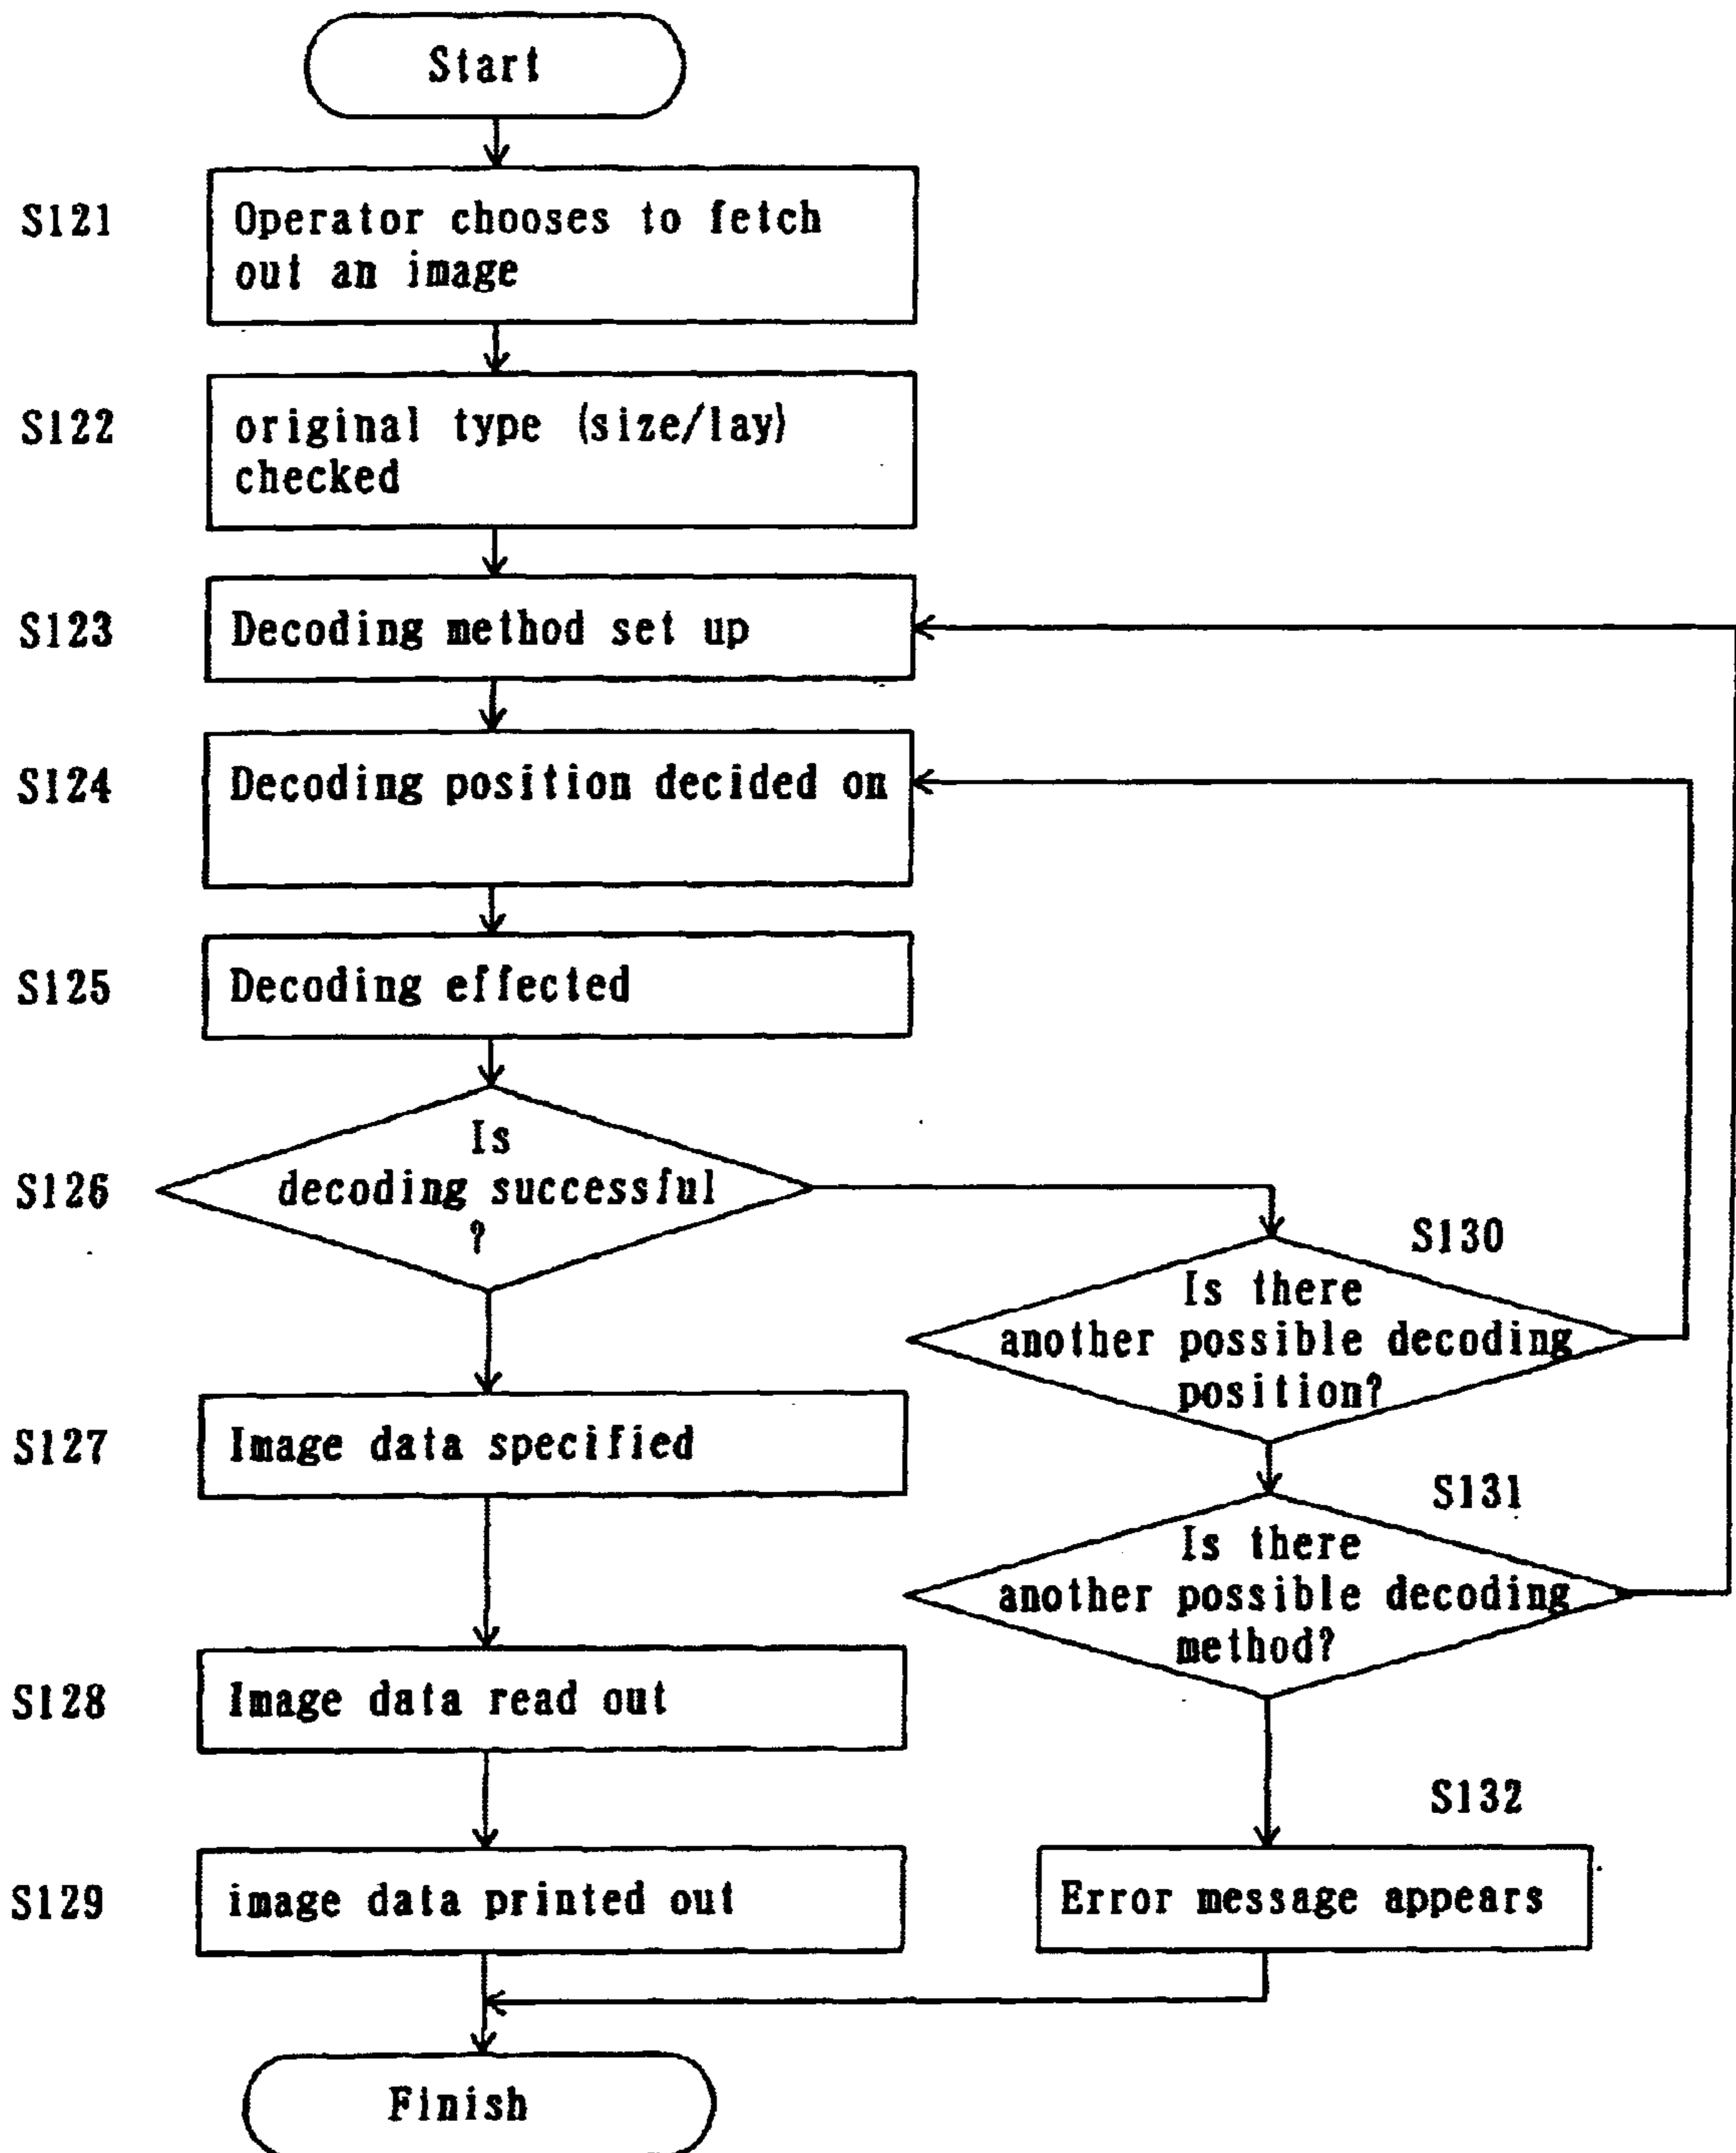 Start
S121
Operator chooses to fetch
out an image
S122
original type (size/lay)
checked
S123
Decoding method set up
S124
Decoding position decided on
S125
Decoding effected
S126
Is
decoding successful
?
S130
Is there
another possible decoding
position?
S127
Image data specified
S131
Is there
another possible decoding
method?
S128
Image data read out
S132
Error message appears
S129
image data printed out
Finish